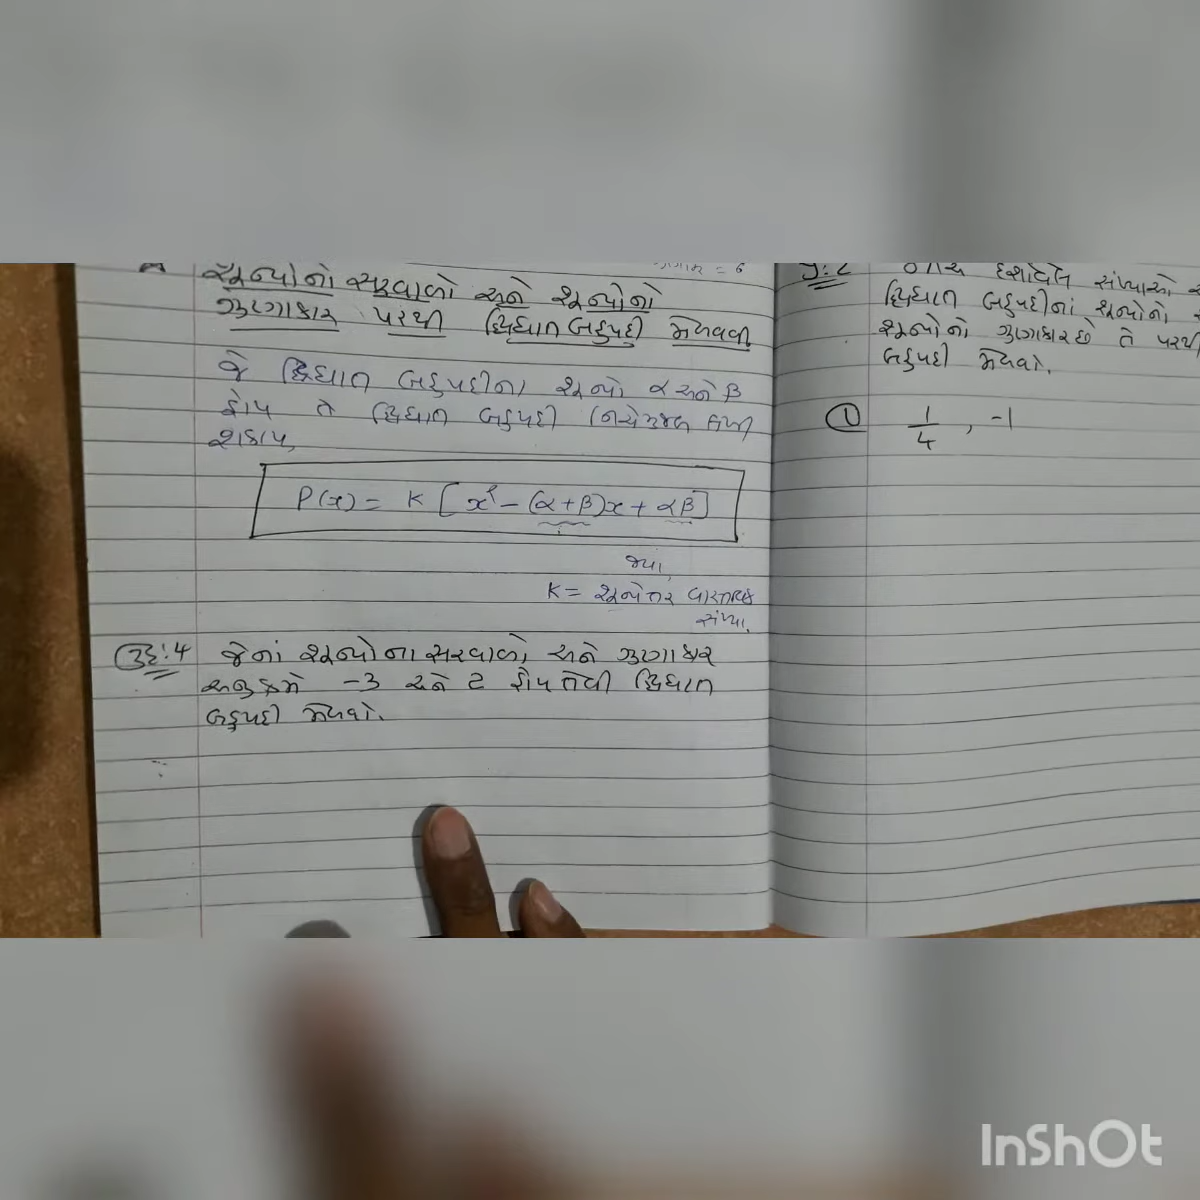 શૂન્યોનો સરવાળો અને શૂન્યોનો
ગુણાકાર પરથી દ્વિઘાત બહુપદી મેળવવી
જે દ્વિઘાત બહુપદીના શૂન્યો α અને β
હોય તે દ્વિઘાત બહુપદી નીચે મુજબ લખી
શકાય,
P(x) = K [x² - (α+β)x + αβ]
જ્યાં,
K = શૂન્યેતર વાસ્તવિક
સંખ્યા.
ઉદા:4 જેનાં શૂન્યોના સરવાળો અને ગુણાકાર
અનુક્રમે -3 અને ૨ હોય તેવી દ્વિઘાત
બહુપદી મેળવો.
દર્શાવેલ સંખ્યાઓ
દ્વિઘાત બહુપદીનાં શૂન્યોનો
શૂન્યોનો ગુણાકાર છે તે પરથી
બહુપદી મેળવો.
① 1/4 , -1
InShOt